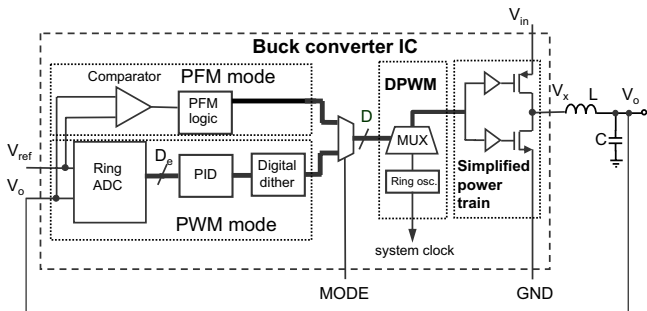 V_in
Buck converter IC
Comparator
PFM mode
PFM
logic
DPWM
D
V_x
L
V_o
C
MUX
Ring osc.
Simplified
power
train
V_ref
V_o
Ring
ADC
D_e
PID
Digital
dither
PWM mode
system clock
MODE
GND